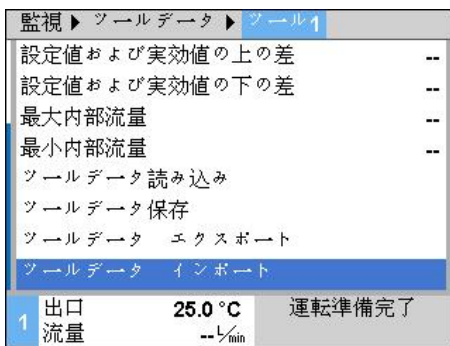 監視 ▶ ツールデータ ▶ ツール1
設定値および実効値の上の差 --
設定値および実効値の下の差 --
最大内部流量 --
最小内部流量 --
ツールデータ読み込み
ツールデータ保存
ツールデータ エクスポート
ツールデータ インポート
1 出口 25.0 °C 運転準備完了
流量 -- L/min